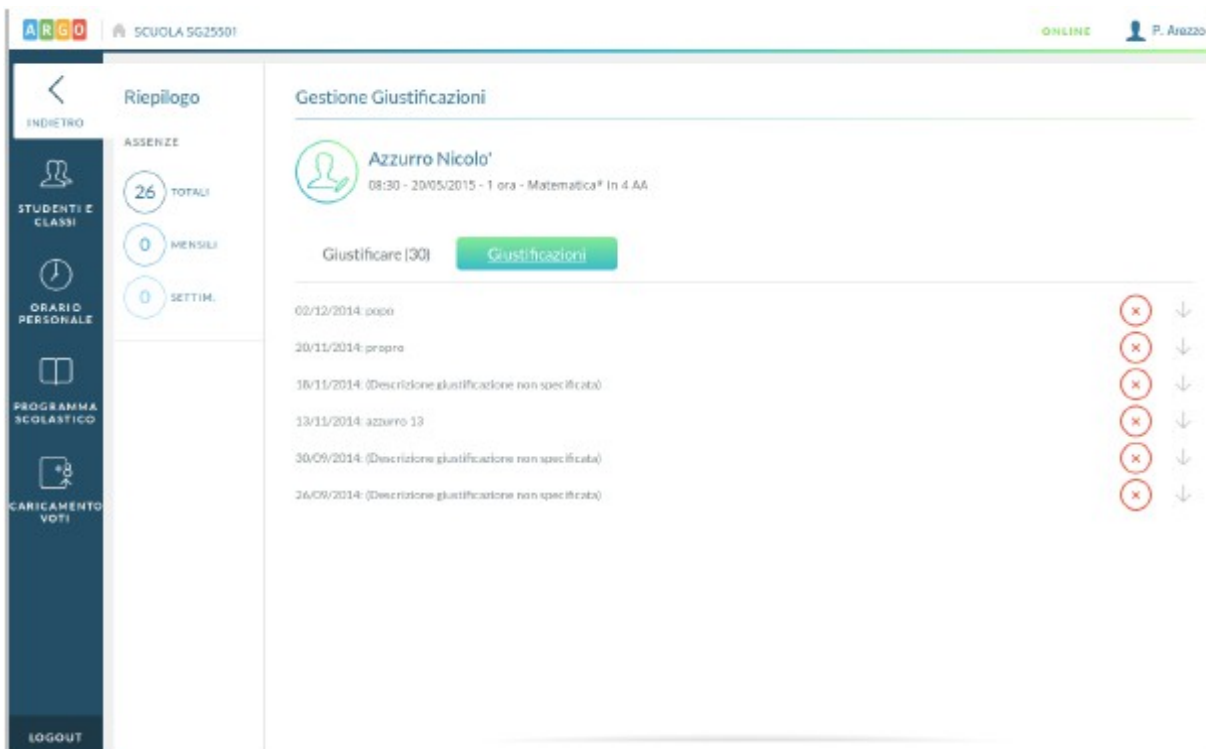 ARGO
SCUOLA SG25501
ONLINE
P. Arezzo
INDIETRO
STUDENTI E
CLASSI
ORARIO
PERSONALE
PROGRAMMA
SCOLASTICO
CARICAMENTO
VOTI
LOGOUT
Riepilogo
ASSENZE
26 TOTALI
0 MENSILI
0 SETTIM.
Gestione Giustificazioni
Azzurro Nicolo'
08:30 - 20/05/2015 - 1 ora - Matematica* In 4 AA
Giustificare (30) Giustificazioni
02/12/2014: popo
20/11/2014: propro
18/11/2014: (Descrizione giustificazione non specificata)
13/11/2014: azzurro 13
30/09/2014: (Descrizione giustificazione non specificata)
26/09/2014: (Descrizione giustificazione non specificata)